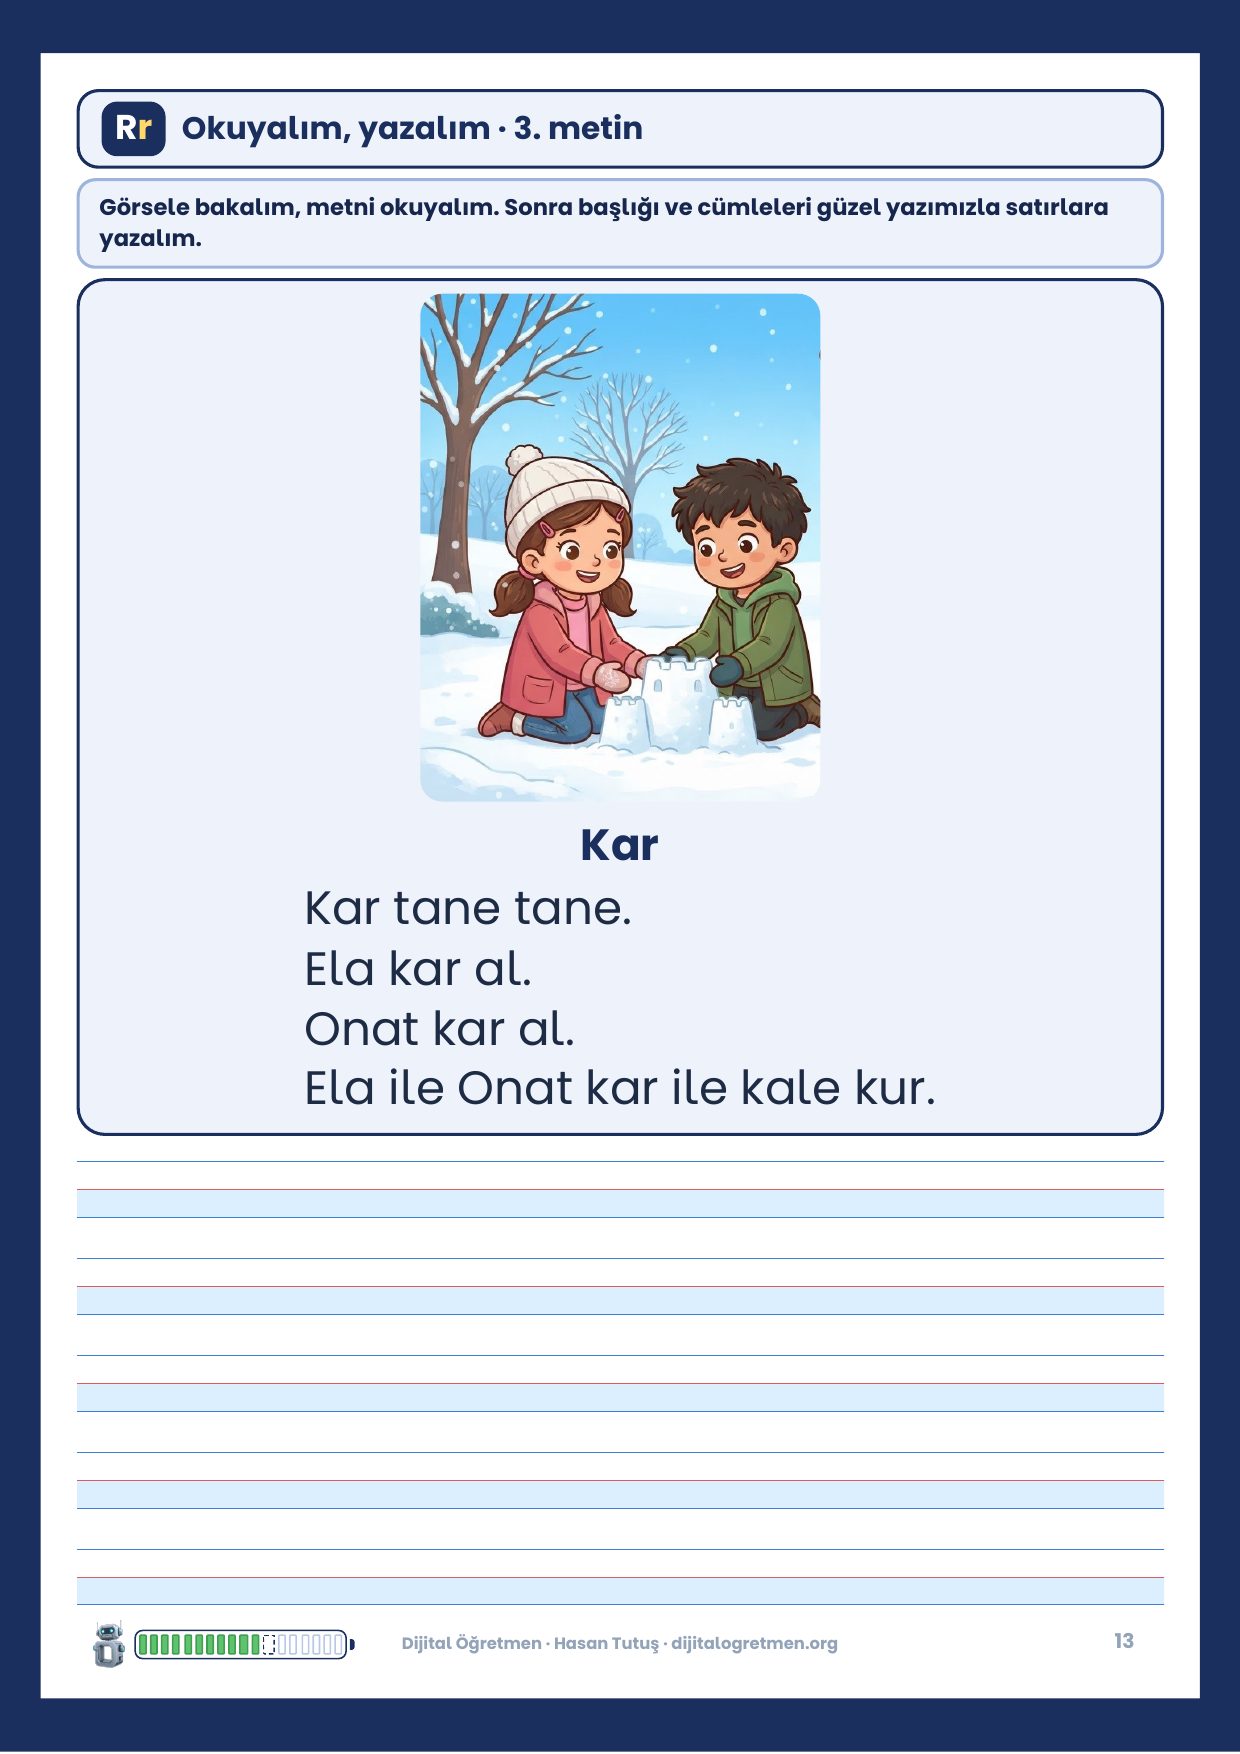 Rr Okuyalım, yazalım · 3. metin
Görsele bakalım, metni okuyalım. Sonra başlığı ve cümleleri güzel yazımızla satırlara
yazalım.
Kar
Kar tane tane.
Ela kar al.
Onat kar al.
Ela ile Onat kar ile kale kur.
Dijital Öğretmen · Hasan Tutuş · dijitalogretmen.org
13